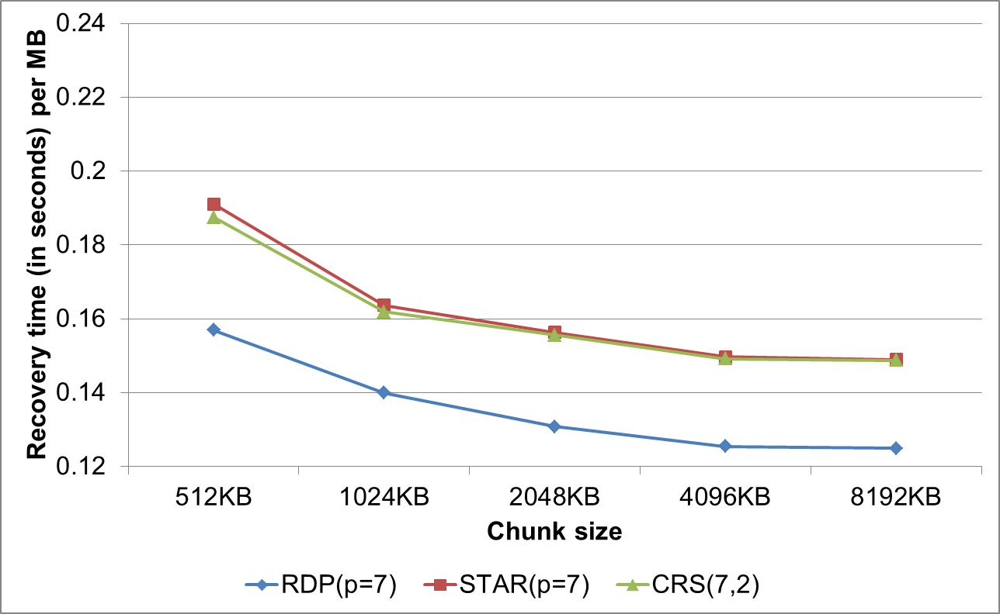 Recovery time (in seconds) per MB
0.24
0.22
0.2
0.18
0.16
0.14
0.12
512KB 1024KB 2048KB 4096KB 8192KB
Chunk size
RDP(p=7) STAR(p=7) CRS(7,2)